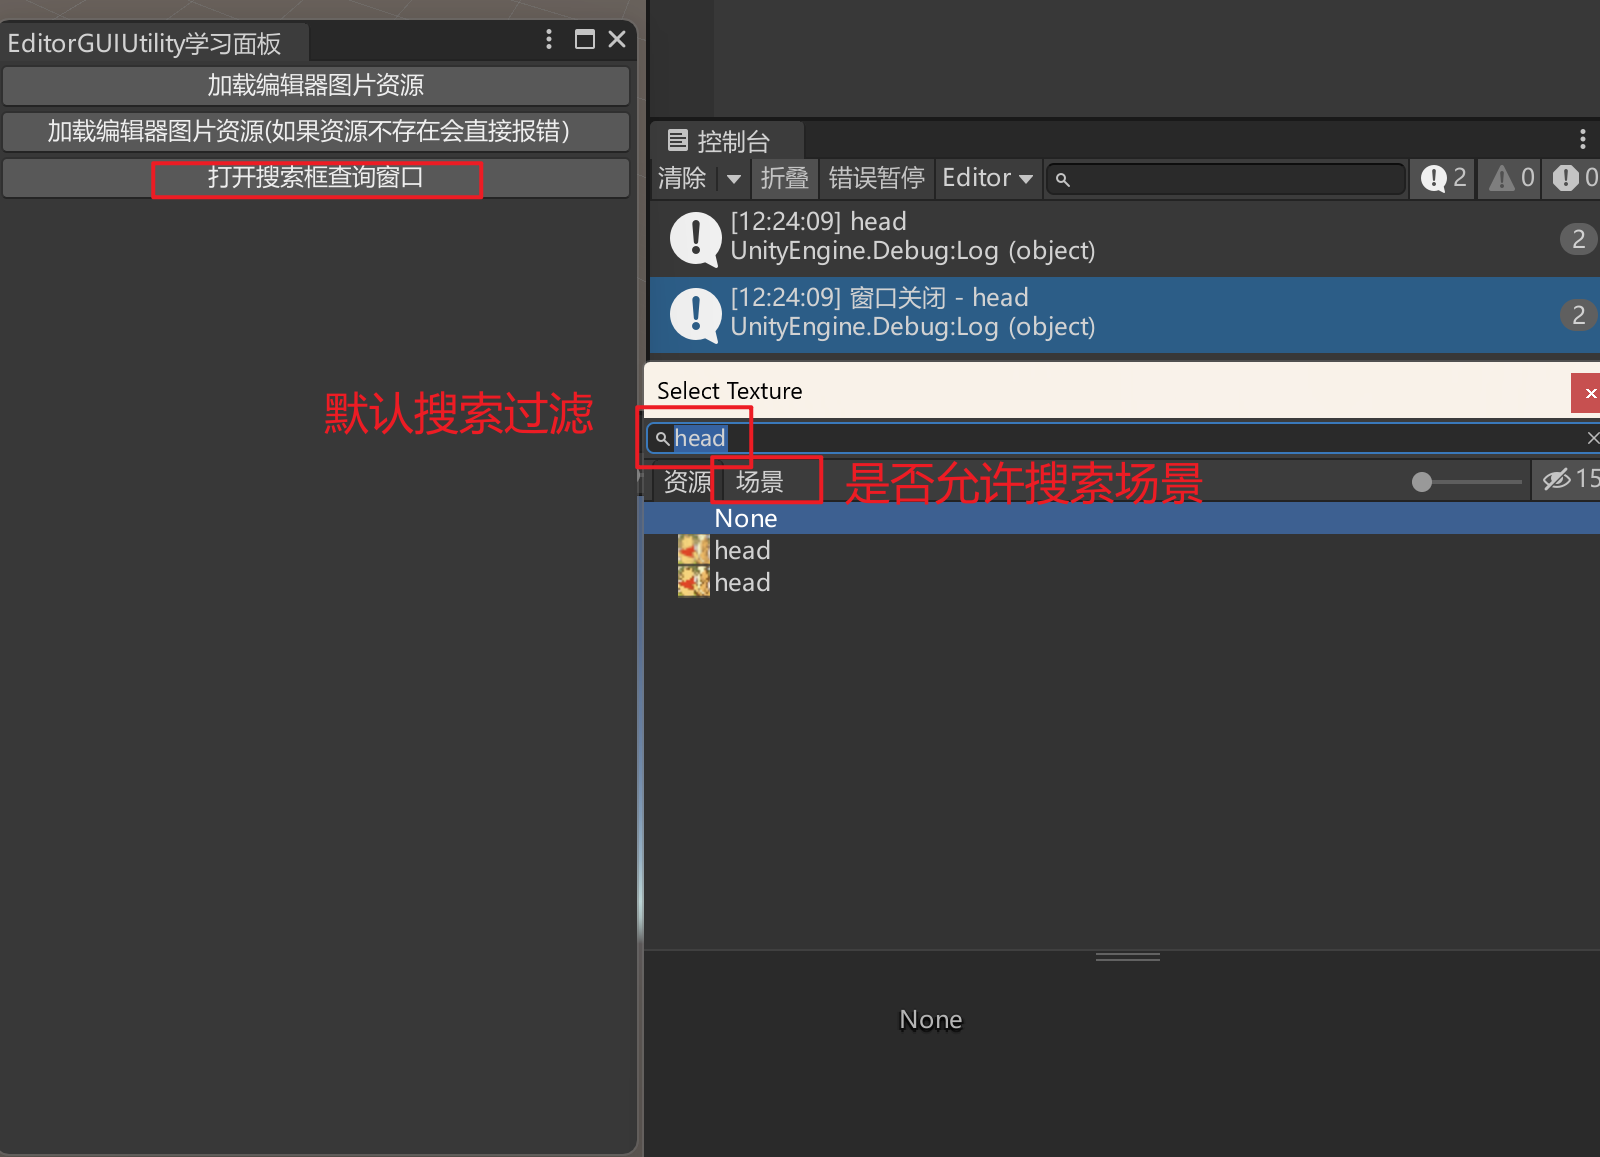 EditorGUIUtility学习面板
加载编辑器图片资源
加载编辑器图片资源(如果资源不存在会直接报错)
打开搜索框查询窗口
默认搜索过滤
控制台
清除 折叠 错误暂停 Editor 2 0 0
[12:24:09] head
UnityEngine.Debug:Log (object)
2
[12:24:09] 窗口关闭 - head
UnityEngine.Debug:Log (object)
2
Select Texture
head
资源 场景 是否允许搜索场景 15
None
head
head
None